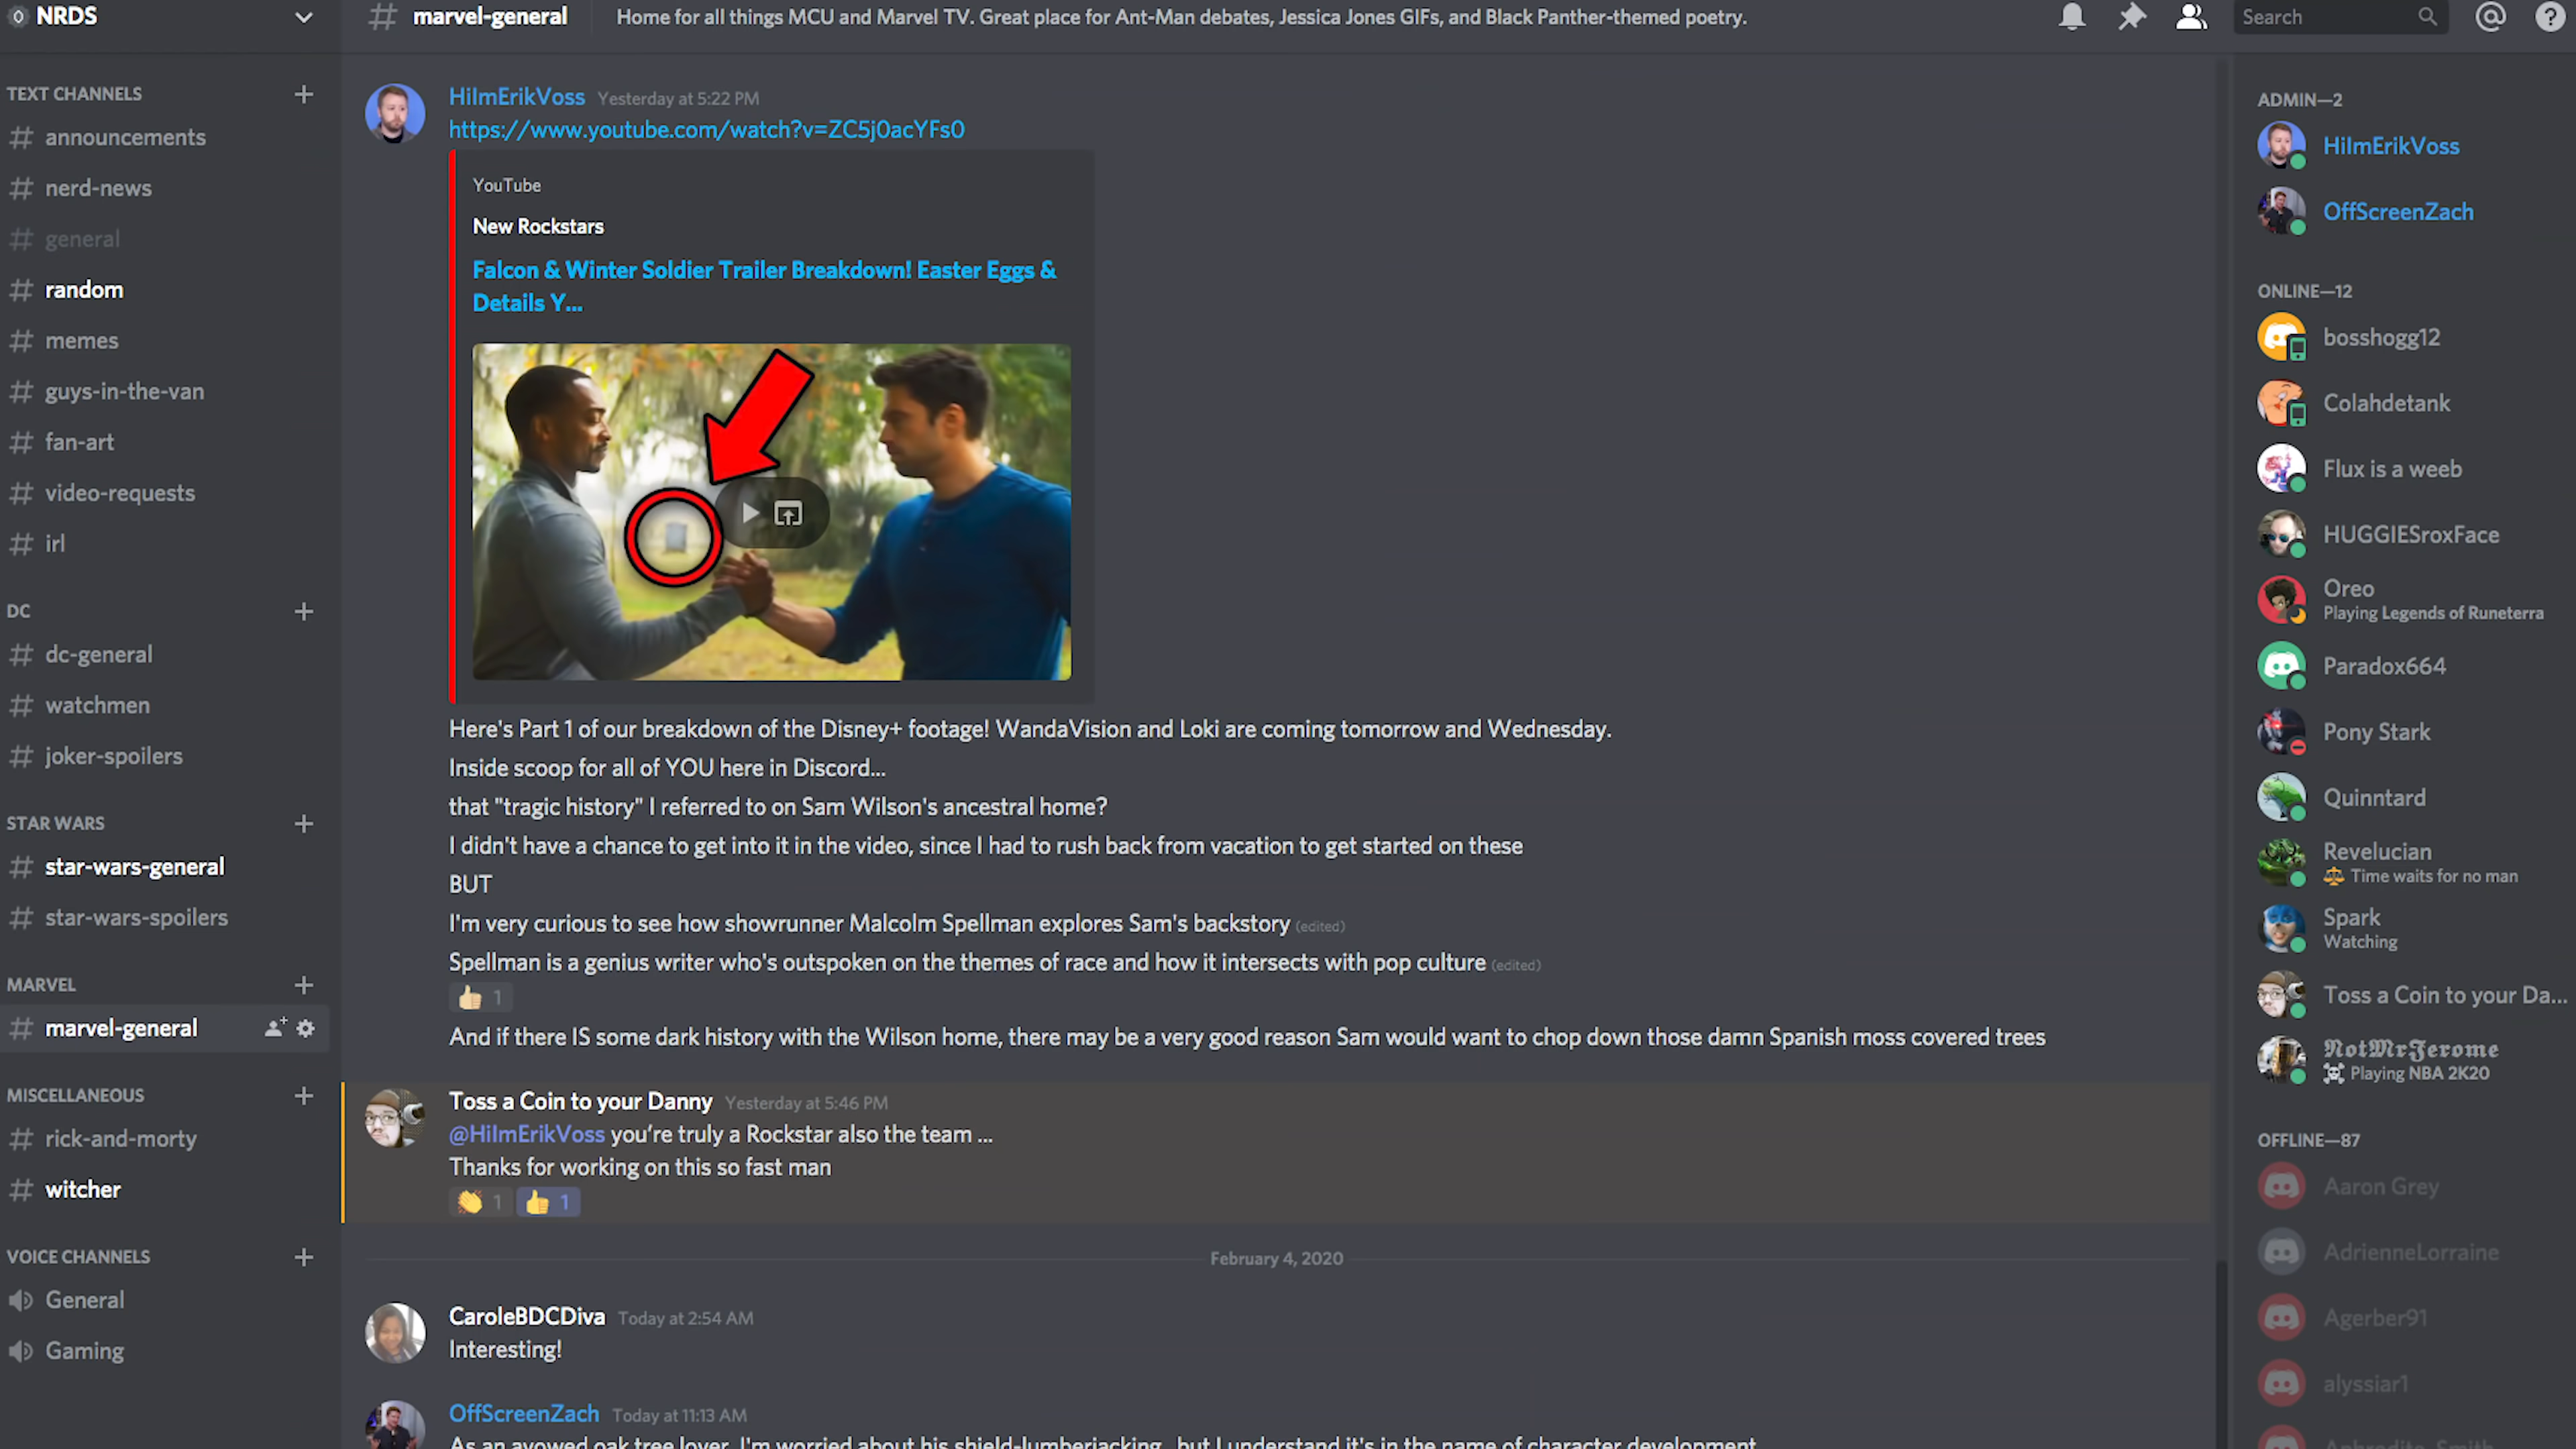 NRDS
TEXT CHANNELS
announcements
nerd-news
general
random
memes
guys-in-the-van
fan-art
video-requests
irl
DC
dc-general
watchmen
joker-spoilers
STAR WARS
star-wars-general
star-wars-spoilers
MARVEL
marvel-general
MISCELLANEOUS
rick-and-morty
witcher
VOICE CHANNELS
General
Gaming
# marvel-general Home for all things MCU and Marvel TV. Great place for Ant-Man debates, Jessica Jones GIFs, and Black Panther-themed poetry.
Search
HiImErikVoss Yesterday at 5:22 PM
https://www.youtube.com/watch?v=ZC5j0acYFs0
YouTube
New Rockstars
Falcon & Winter Soldier Trailer Breakdown! Easter Eggs &
Details Y...
Here's Part 1 of our breakdown of the Disney+ footage! WandaVision and Loki are coming tomorrow and Wednesday.
Inside scoop for all of YOU here in Discord...
that "tragic history" I referred to on Sam Wilson's ancestral home?
I didn't have a chance to get into it in the video, since I had to rush back from vacation to get started on these
BUT
I'm very curious to see how showrunner Malcolm Spellman explores Sam's backstory (edited)
Spellman is a genius writer who's outspoken on the themes of race and how it intersects with pop culture (edited)
👍 1
And if there IS some dark history with the Wilson home, there may be a very good reason Sam would want to chop down those damn Spanish moss covered trees
Toss a Coin to your Danny Yesterday at 5:46 PM
@HiImErikVoss you’re truly a Rockstar also the team ...
Thanks for working on this so fast man
👏 1 👍 1
February 4, 2020
CaroleBDCDiva Today at 2:54 AM
Interesting!
OffScreenZach Today at 11:13 AM
As an avowed oak tree lover, I'm worried about his shield-lumberjacking, but I understand it's in the name of character development
ADMIN—2
HiImErikVoss
OffScreenZach
ONLINE—12
bosshogg12
Colahdetank
Flux is a weeb
HUGGIESroxFace
Oreo
Playing Legends of Runeterra
Paradox664
Pony Stark
Quinntard
Revelucian
Time waits for no man
Spark
Watching
Toss a Coin to your Da...
𝕹𝖔𝖙𝕸𝖗𝕵𝖊𝖗𝖔𝖒𝖊
Playing NBA 2K20
OFFLINE—87
Aaron Grey
AdrienneLorraine
Agerber91
alyssiar1